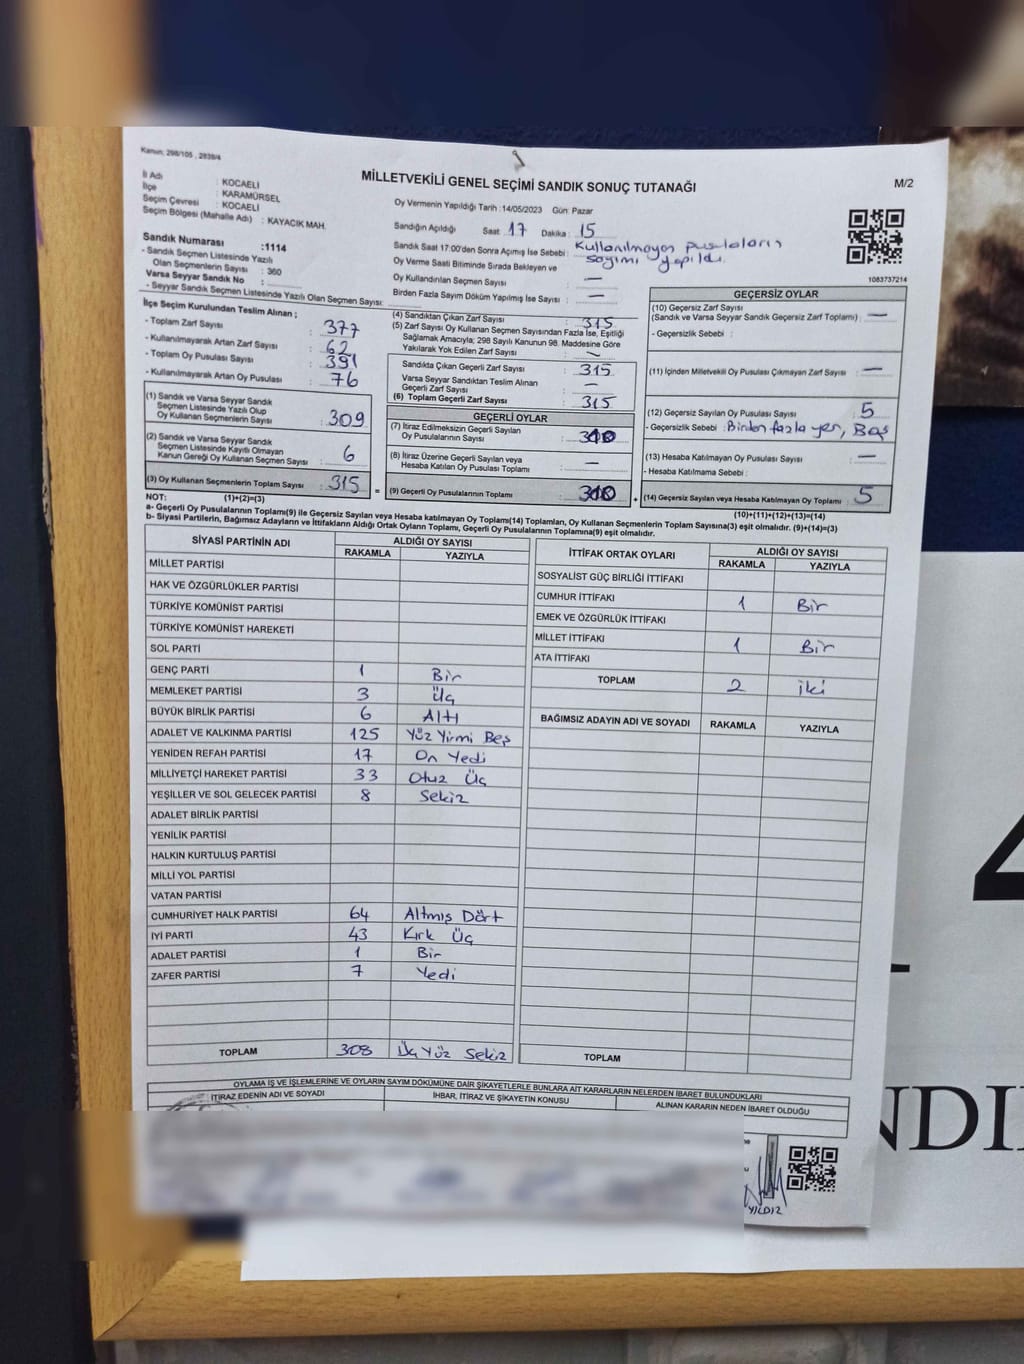 Kanun; 298/105 , 2839/4
MİLLETVEKİLİ GENEL SEÇİMİ SANDIK SONUÇ TUTANAĞI
M/2
İl Adı : KOCAELİ
İlçe : KARAMÜRSEL
Seçim Çevresi : KOCAELİ
Seçim Bölgesi (Mahalle Adı) : KAYACIK MAH.
Sandık Numarası :1114
- Sandık Seçmen Listesinde Yazılı
Olan Seçmenlerin Sayısı : 360
Varsa Seyyar Sandık No :
- Seyyar Sandık Seçmen Listesinde Yazılı Olan Seçmen Sayısı:
Oy Vermenin Yapıldığı Tarih :14/05/2023 Gün: Pazar
Sandığın Açıldığı Saat : 17 Dakika : 15
Sandık Saat 17:00'den Sonra Açımış İse Sebebi : Kullanılmayan pusulaların
sayımı yapıldı.
Oy Verme Saati Bitiminde Sırada Bekleyen ve
Oy Kullandırılan Seçmen Sayısı : —
Birden Fazla Sayım Döküm Yapılmış İse Sayısı : —
1083737214
İlçe Seçim Kurulundan Teslim Alınan ;
- Toplam Zarf Sayısı : 377
- Kullanılmayarak Artan Zarf Sayısı : 62
- Toplam Oy Pusulası Sayısı : 391
- Kullanılmayarak Artan Oy Pusulası : 76
(1) Sandık ve Varsa Seyyar Sandık
Seçmen Listesinde Yazılı Olup
Oy Kullanan Seçmenlerin Sayısı : 309
(2) Sandık ve Varsa Seyyar Sandık
Seçmen Listesinde Kayıtlı Olmayan
Kanun Gereği Oy Kullanan Seçmen Sayısı : 6
(3) Oy Kullanan Seçmenlerin Toplam Sayısı : 315
=
(4) Sandıktan Çıkan Zarf Sayısı : 315
(5) Zarf Sayısı Oy Kullanan Seçmen Sayısından Fazla İse, Eşitliği
Sağlamak Amacıyla; 298 Sayılı Kanunun 98. Maddesine Göre
Yakılarak Yok Edilen Zarf Sayısı : —
Sandıkta Çıkan Geçerli Zarf Sayısı : 315
Varsa Seyyar Sandıktan Teslim Alınan
Geçerli Zarf Sayısı : —
(6) Toplam Geçerli Zarf Sayısı : 315
GEÇERLİ OYLAR
(7) İtiraz Edilmeksizin Geçerli Sayılan
Oy Pusulalarının Sayısı : 310
(8) İtiraz Üzerine Geçerli Sayılan veya
Hesaba Katılan Oy Pusulası Toplamı : —
(9) Geçerli Oy Pusulalarının Toplamı : 310
+
GEÇERSİZ OYLAR
(10) Geçersiz Zarf Sayısı
(Sandık ve Varsa Seyyar Sandık Geçersiz Zarf Toplamı) : —
- Geçersizlik Sebebi :
(11) İçinden Milletvekili Oy Pusulası Çıkmayan Zarf Sayısı : —
(12) Geçersiz Sayılan Oy Pusulası Sayısı : 5
- Geçersizlik Sebebi : Birden fazla yer, Boş
(13) Hesaba Katılmayan Oy Pusulası Sayısı : —
- Hesaba Katılmama Sebebi :
(14) Geçersiz Sayılan veya Hesaba Katılmayan Oy Toplamı : 5
NOT: (1)+(2)=(3)
(10)+(11)+(12)+(13)=(14)
a- Geçerli Oy Pusulalarının Toplamı(9) ile Geçersiz Sayılan veya Hesaba katılmayan Oy Toplamı(14) Toplamları, Oy Kullanan Seçmenlerin Toplam Sayısına(3) eşit olmalıdır. (9)+(14)=(3)
b- Siyasi Partilerin, Bağımsız Adayların ve İttifakların Aldığı Ortak Oyların Toplamı, Geçerli Oy Pusulalarının Toplamına(9) eşit olmalıdır.
SİYASİ PARTİNİN ADI ALDIĞI OY SAYISI
RAKAMLA YAZIYLA
MİLLET PARTİSİ
HAK VE ÖZGÜRLÜKLER PARTİSİ
TÜRKİYE KOMÜNİST PARTİSİ
TÜRKİYE KOMÜNİST HAREKETİ
SOL PARTİ
GENÇ PARTİ 1 Bir
MEMLEKET PARTİSİ 3 Üç
BÜYÜK BİRLİK PARTİSİ 6 Altı
ADALET VE KALKINMA PARTİSİ 125 Yüz Yirmi Beş
YENİDEN REFAH PARTİSİ 17 On Yedi
MİLLİYETÇİ HAREKET PARTİSİ 33 Otuz Üç
YEŞİLLER VE SOL GELECEK PARTİSİ 8 Sekiz
ADALET BİRLİK PARTİSİ
YENİLİK PARTİSİ
HALKIN KURTULUŞ PARTİSİ
MİLLİ YOL PARTİSİ
VATAN PARTİSİ
CUMHURİYET HALK PARTİSİ 64 Altmış Dört
İYİ PARTİ 43 Kırk Üç
ADALET PARTİSİ 1 Bir
ZAFER PARTİSİ 7 Yedi
TOPLAM 308 Üç Yüz Sekiz
İTTİFAK ORTAK OYLARI ALDIĞI OY SAYISI
RAKAMLA YAZIYLA
SOSYALİST GÜÇ BİRLİĞİ İTTİFAKI
CUMHUR İTTİFAKI 1 Bir
EMEK VE ÖZGÜRLÜK İTTİFAKI
MİLLET İTTİFAKI 1 Bir
ATA İTTİFAKI
TOPLAM 2 iki
BAĞIMSIZ ADAYIN ADI VE SOYADI RAKAMLA YAZIYLA
TOPLAM
OYLAMA İŞ VE İŞLEMLERİNE VE OYLARIN SAYIM DÖKÜMÜNE DAİR ŞİKAYETLERLE BUNLARA AİT KARARLARIN NELERDEN İBARET BULUNDUKLARI
İTİRAZ EDENİN ADI VE SOYADI İHBAR, İTİRAZ VE ŞİKAYETİN KONUSU ALINAN KARARIN NEDEN İBARET OLDUĞU
YILDIZ
4
NDI